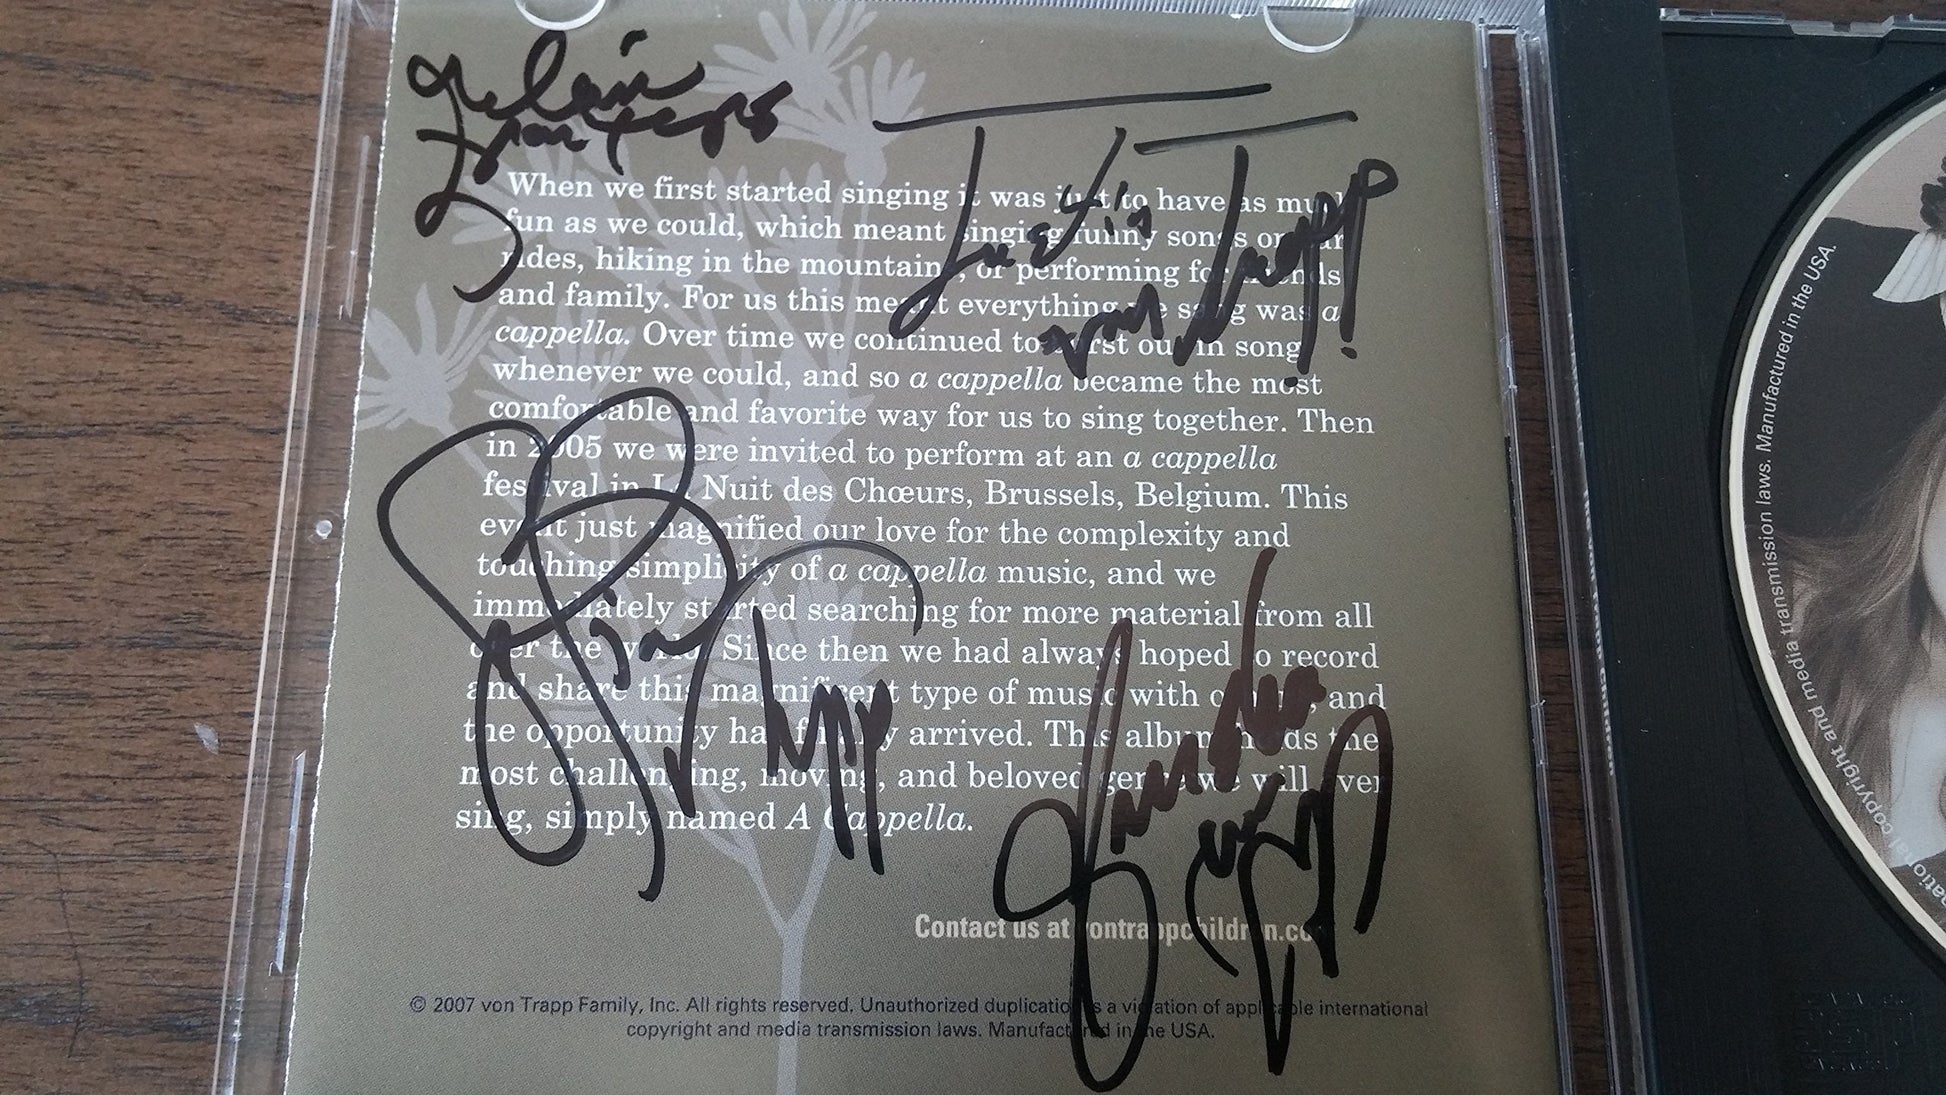 Melanie
von Trapp
Justin
von Trapp
When we first started singing it was just to have as much
fun as we could, which meant singing funny songs on car
rides, hiking in the mountains, or performing for friends
and family. For us this meant everything we sang was a
cappella. Over time we continued to burst out in song
whenever we could, and so a cappella became the most
comfortable and favorite way for us to sing together. Then
in 2005 we were invited to perform at an a cappella
festival in La Nuit des Chœurs, Brussels, Belgium. This
event just magnified our love for the complexity and
touching simplicity of a cappella music, and we
immediately started searching for more material from all
over the world. Since then we had always hoped to record
and share this magnificent type of music with others, and
the opportunity has finally arrived. This album holds the
most challenging, moving, and beloved genre we will ever
sing, simply named A Cappella.
Sofia v Trapp
Amanda
v Trapp
Contact us at vontrappchildren.com
© 2007 von Trapp Family, Inc. All rights reserved. Unauthorized duplication is a violation of applicable international
copyright and media transmission laws. Manufactured in the USA.
copyright and media transmission laws. Manufactured in the USA.